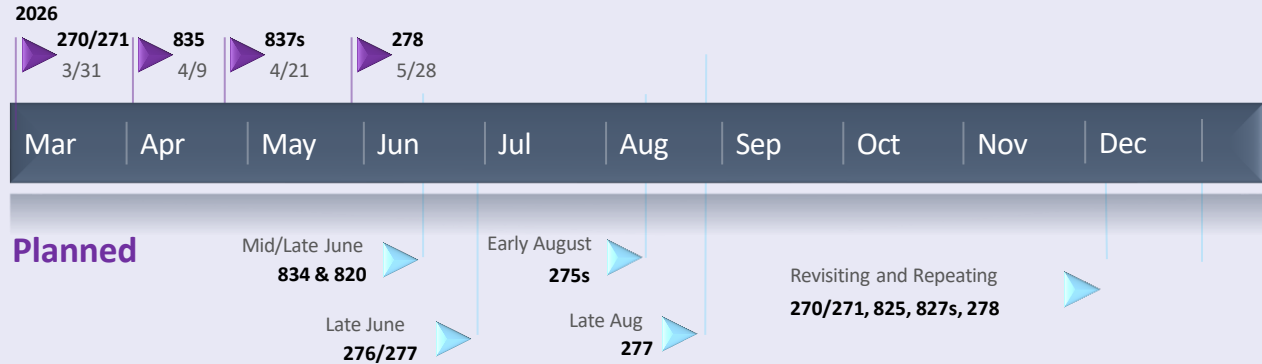 2026
270/271
3/31
835
4/9
837s
4/21
278
5/28
Mar
Apr
May
Jun
Jul
Aug
Sep
Oct
Nov
Dec
Planned
Mid/Late June
834 & 820
Early August
275s
Revisiting and Repeating
270/271, 825, 827s, 278
Late June
276/277
Late Aug
277